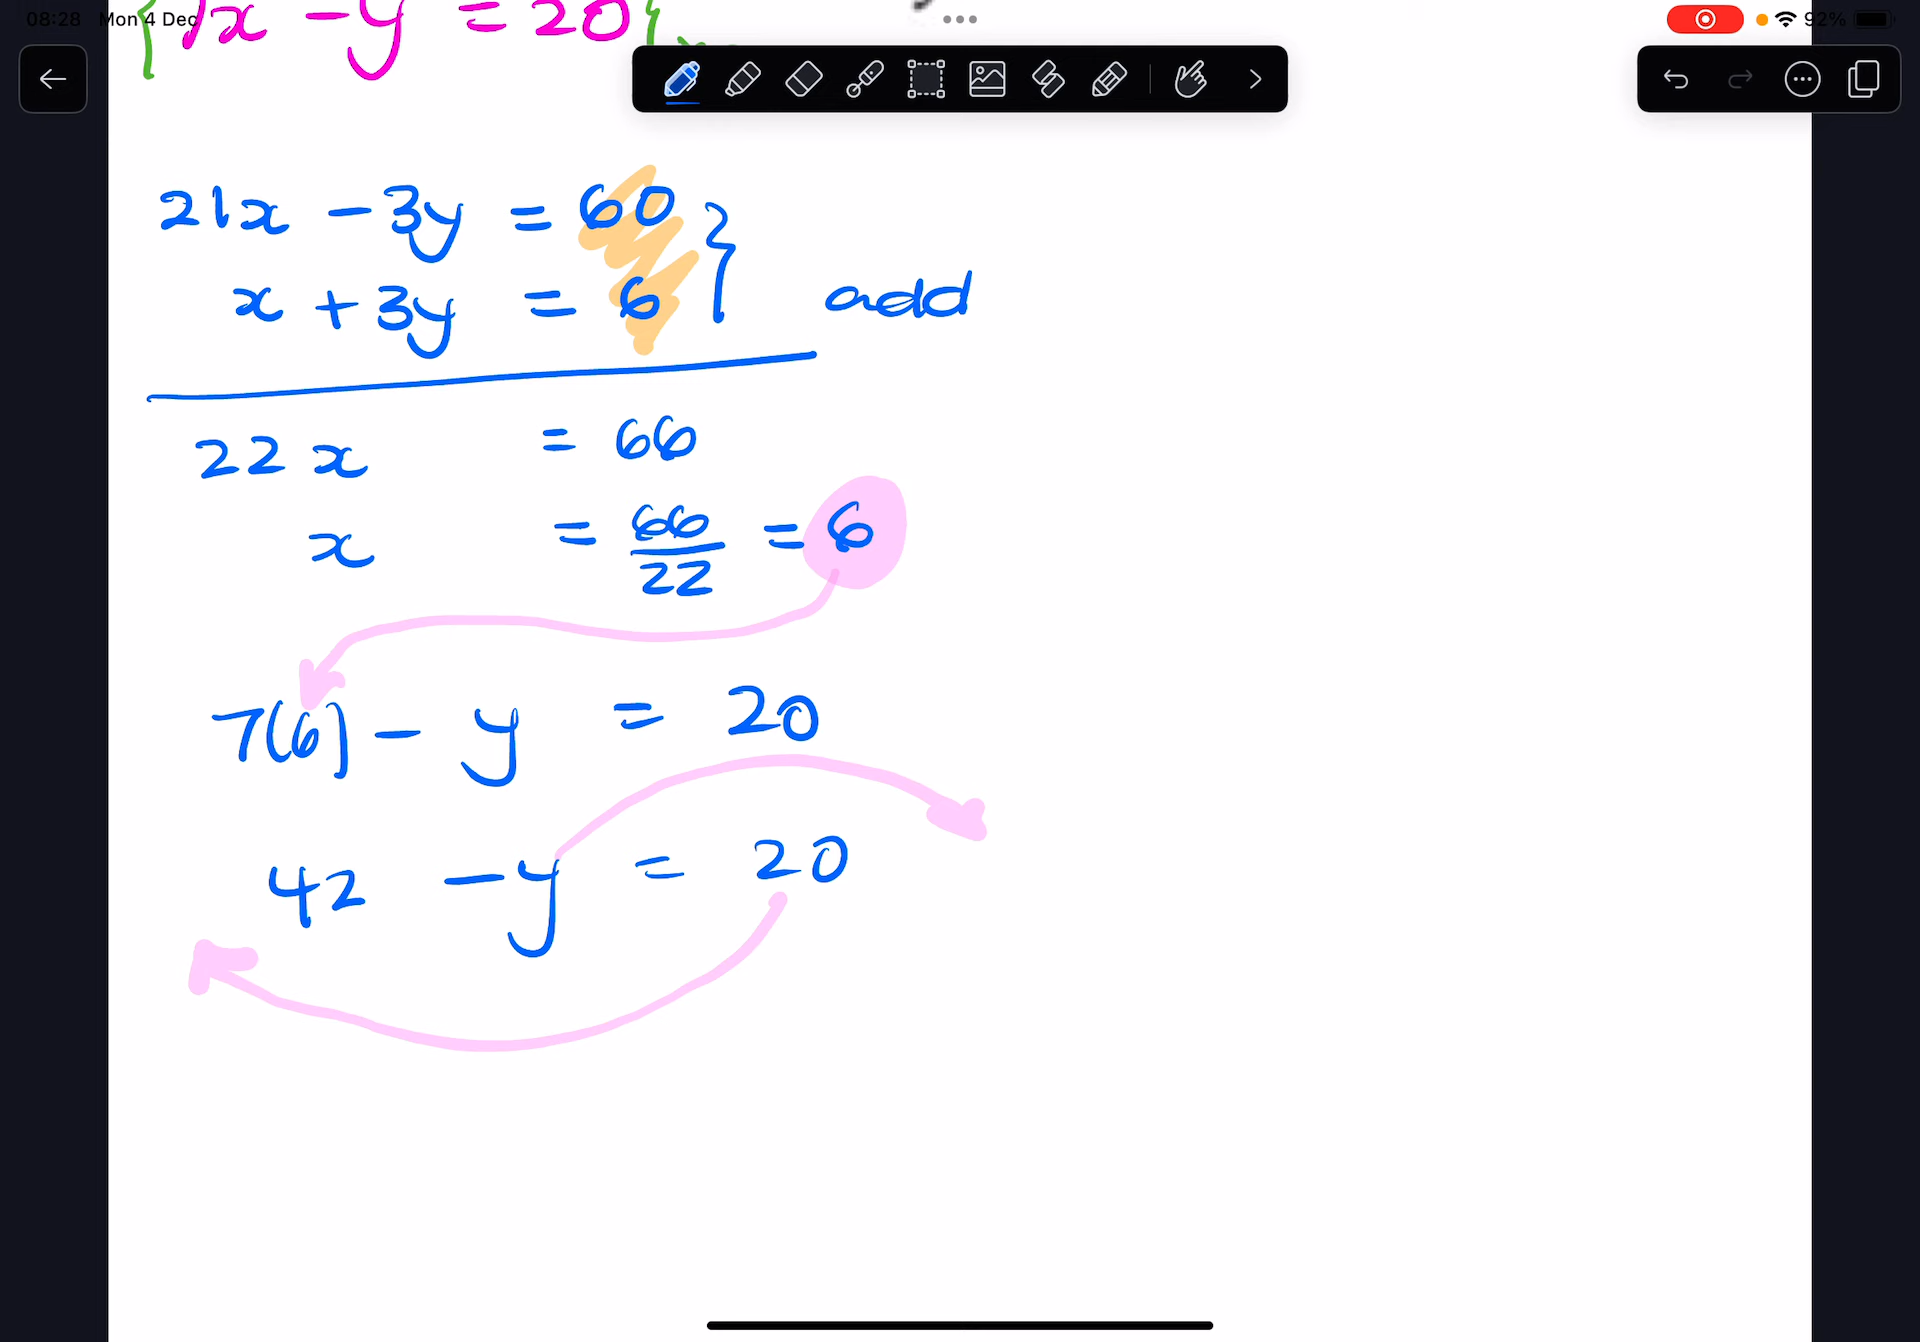 08:28 Mon 4 Dec
92%
7x - y = 20
21x - 3y = 60
x + 3y = 6
add
22x = 66
x = 66/22 = 6
7(6) - y = 20
42 - y = 20